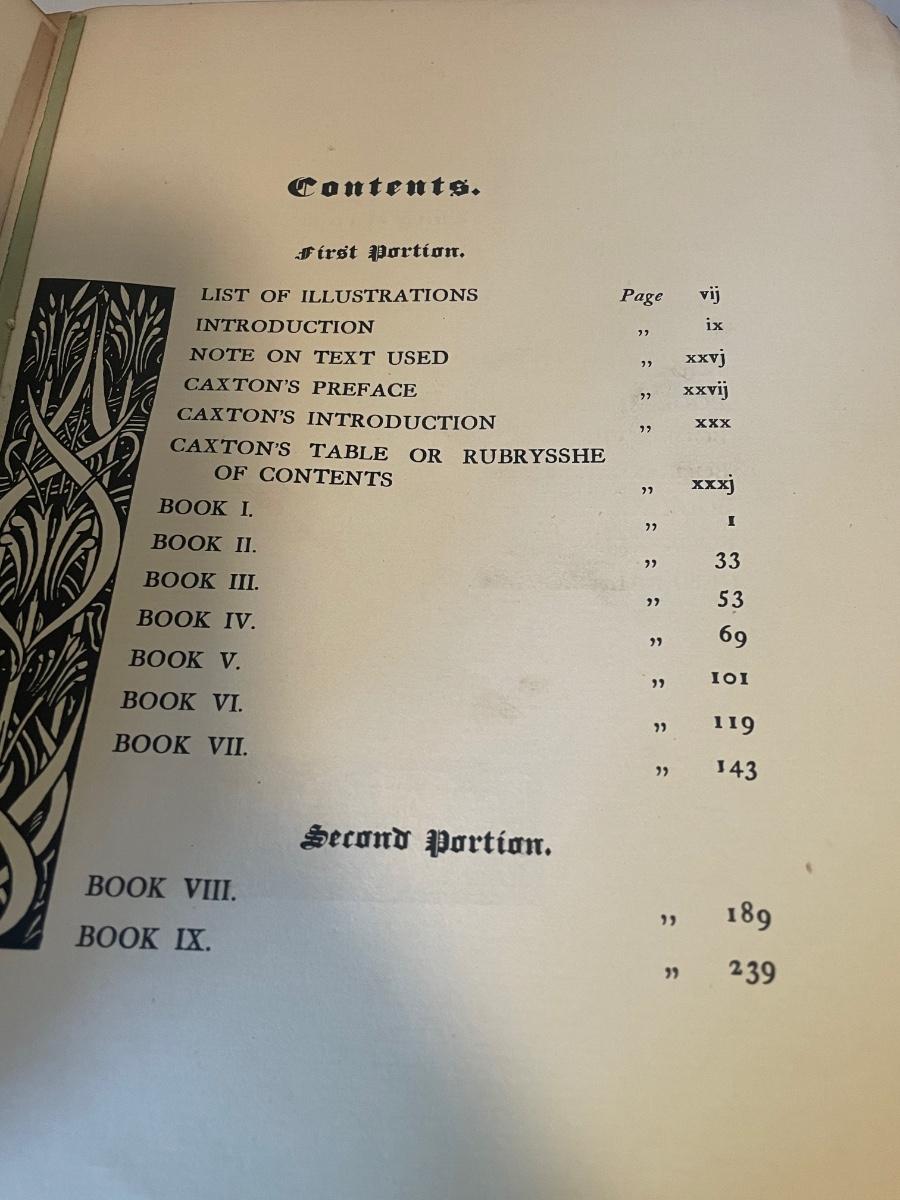 Contents.
First Portion.
LIST OF ILLUSTRATIONS Page vij
INTRODUCTION ,, ix
NOTE ON TEXT USED ,, xxvj
CAXTON'S PREFACE ,, xxvij
CAXTON'S INTRODUCTION ,, xxx
CAXTON'S TABLE OR RUBRYSSHE
OF CONTENTS ,, xxxj
BOOK I. ,, 1
BOOK II. ,, 33
BOOK III. ,, 53
BOOK IV. ,, 69
BOOK V. ,, 101
BOOK VI. ,, 119
BOOK VII. ,, 143
Second Portion.
BOOK VIII. ,, 189
BOOK IX. ,, 239